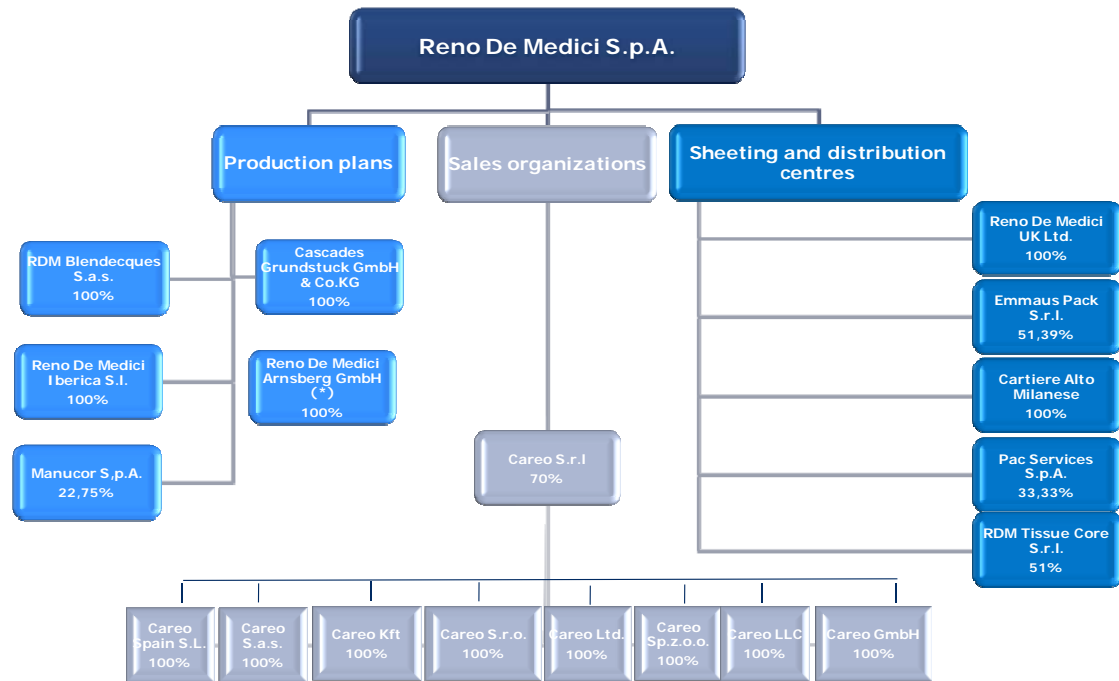 Reno De Medici S.p.A.
Production plans
Sales organizations
Sheeting and distribution
centres
RDM Blendecques
S.a.s.
100%
Cascades
Grundstuck GmbH
& Co.KG
100%
Reno De Medici
Iberica S.l.
100%
Reno De Medici
Arnsberg GmbH
(*)
100%
Manucor S,p.A.
22,75%
Careo S.r.l
70%
Reno De Medici
UK Ltd.
100%
Emmaus Pack
S.r.l.
51,39%
Cartiere Alto
Milanese
100%
Pac Services
S.p.A.
33,33%
RDM Tissue Core
S.r.l.
51%
Careo
Spain S.L.
100%
Careo
S.a.s.
100%
Careo Kft
100%
Careo S.r.o.
100%
Careo Ltd.
100%
Careo
Sp.z.o.o.
100%
Careo LLC
100%
Careo GmbH
100%